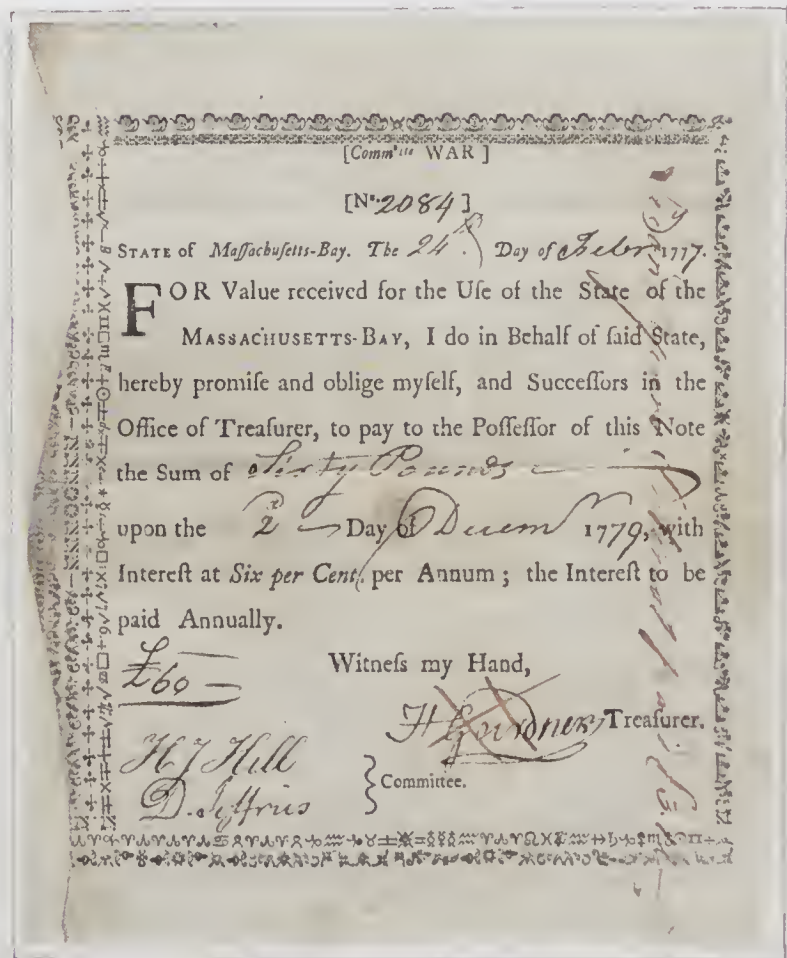 [Comm^tte WAR ]
[N^o. 2084 ]
STATE of Maſſachuſetts-Bay. The 24^th Day of Febr 1777.
FOR Value received for the Uſe of the State of the
MASSACHUSETTS-BAY, I do in Behalf of ſaid State,
hereby promiſe and oblige myſelf, and Succeſſors in the
Office of Treaſurer, to pay to the Poſſeſſor of this Note
the Sum of Sixty Pounds
upon the 2^d Day of Decem^r 1779, with
Intereſt at Six per Cent, per Annum ; the Intereſt to be
paid Annually.
£60 Witneſs my Hand,
H Gardner Treaſurer.
H J Hill
D. Jeffries } Committee.